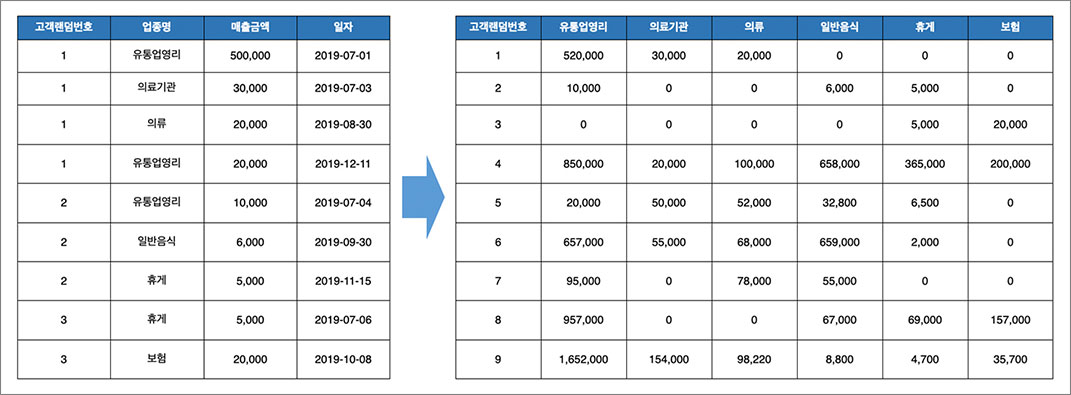 고객랜덤번호 업종명 매출금액 일자
1 유통업영리 500,000 2019-07-01
1 의료기관 30,000 2019-07-03
1 의류 20,000 2019-08-30
1 유통업영리 20,000 2019-12-11
2 유통업영리 10,000 2019-07-04
2 일반음식 6,000 2019-09-30
2 휴게 5,000 2019-11-15
3 휴게 5,000 2019-07-06
3 보험 20,000 2019-10-08
고객랜덤번호 유통업영리 의료기관 의류 일반음식 휴게 보험
1 520,000 30,000 20,000 0 0 0
2 10,000 0 0 6,000 5,000 0
3 0 0 0 0 5,000 20,000
4 850,000 20,000 100,000 658,000 365,000 200,000
5 20,000 50,000 52,000 32,800 6,500 0
6 657,000 55,000 68,000 659,000 2,000 0
7 95,000 0 78,000 55,000 0 0
8 957,000 0 0 67,000 69,000 157,000
9 1,652,000 154,000 98,220 8,800 4,700 35,700